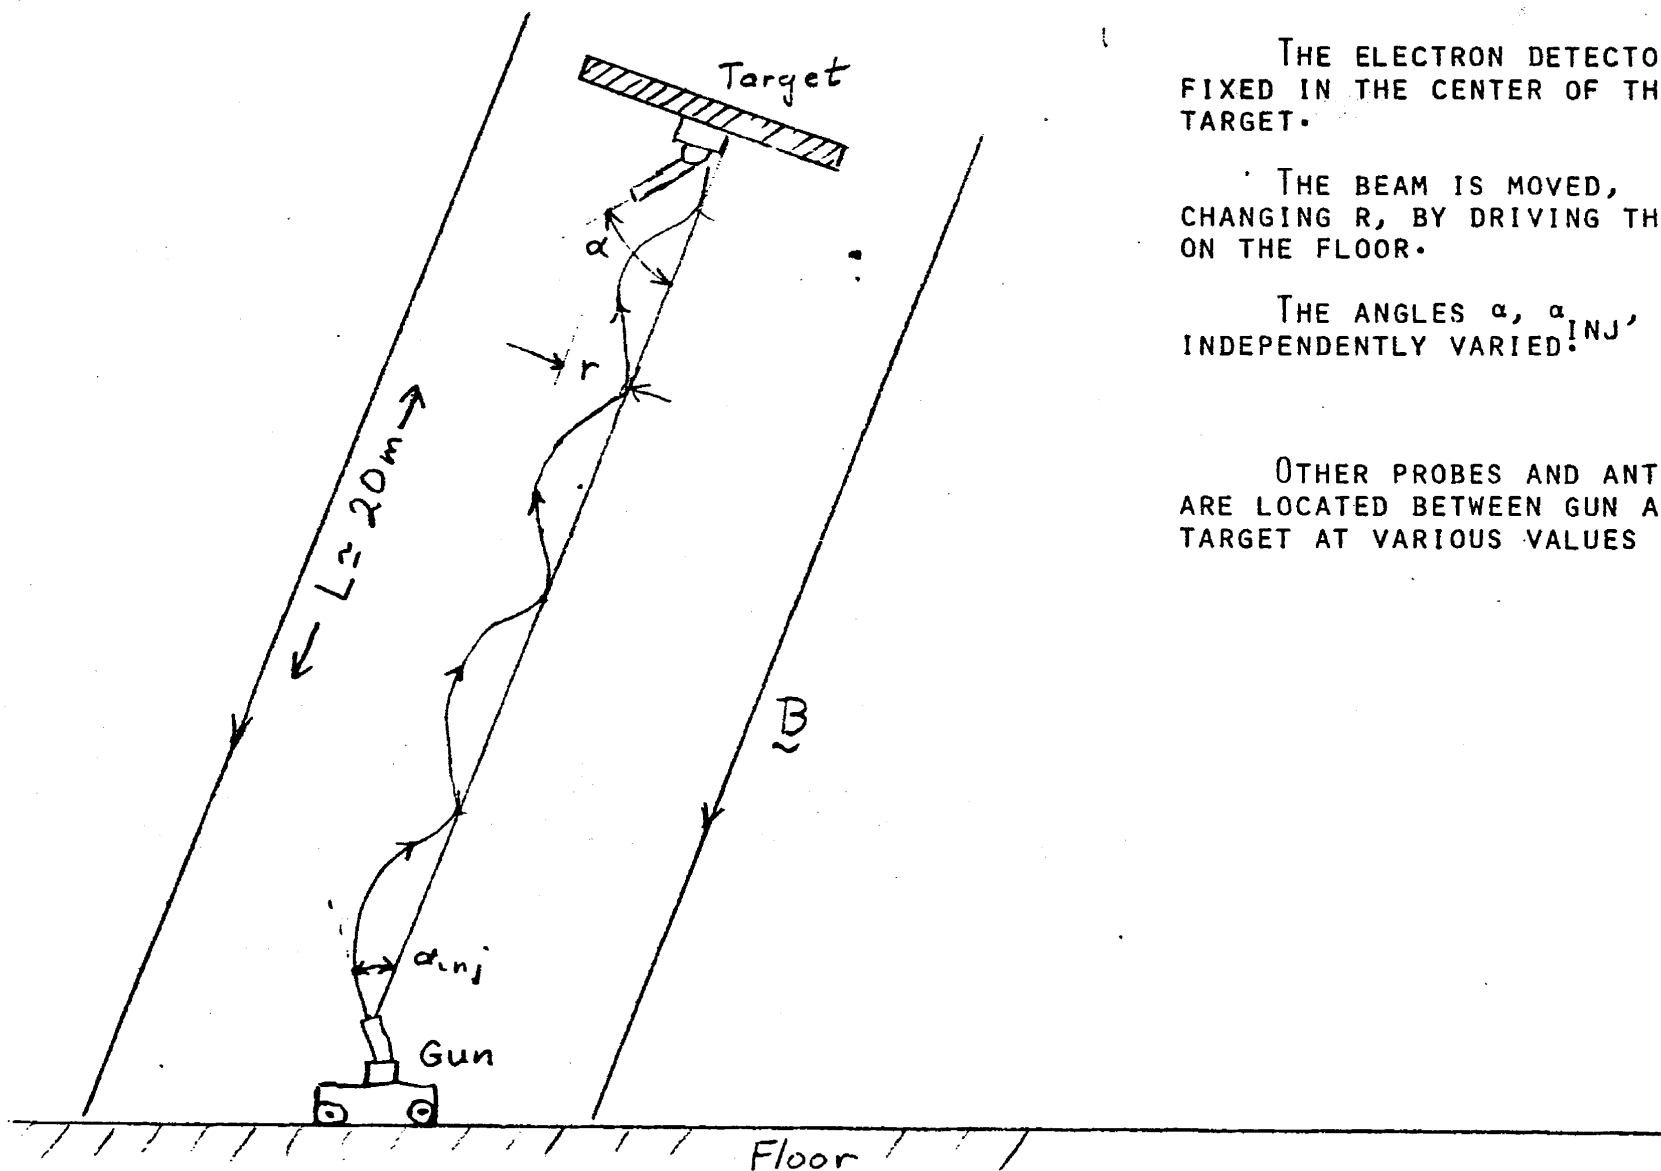 Target
THE ELECTRON DETECTO
FIXED IN THE CENTER OF TH
TARGET.
THE BEAM IS MOVED,
CHANGING R, BY DRIVING TH
ON THE FLOOR.
THE ANGLES α, α INJ,
INDEPENDENTLY VARIED.
OTHER PROBES AND ANT
ARE LOCATED BETWEEN GUN A
TARGET AT VARIOUS VALUES
α
r
L ≃ 20m
B
αinj
Gun
Floor